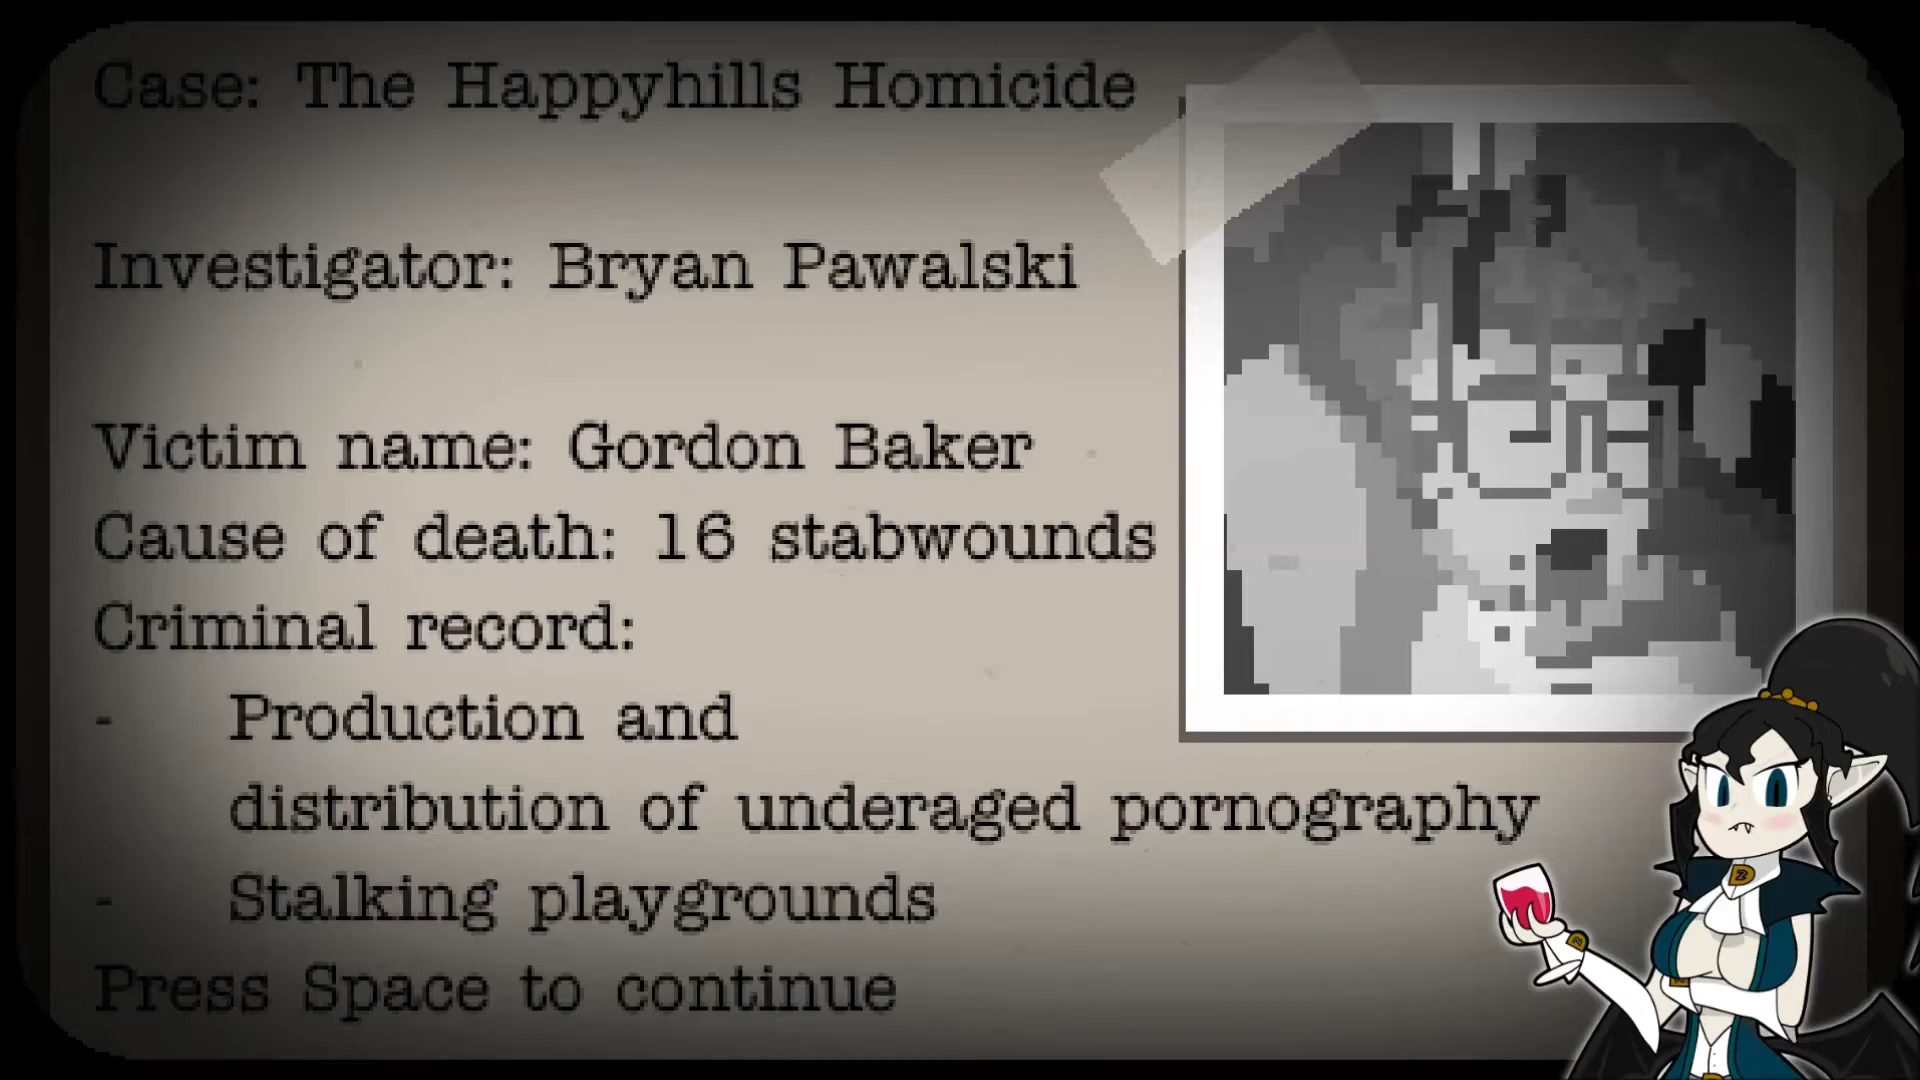 Case: The Happyhills Homicide
Investigator: Bryan Pawalski
Victim name: Gordon Baker
Cause of death: 16 stabwounds
Criminal record:
- Production and
distribution of underaged pornography
- Stalking playgrounds
Press Space to continue